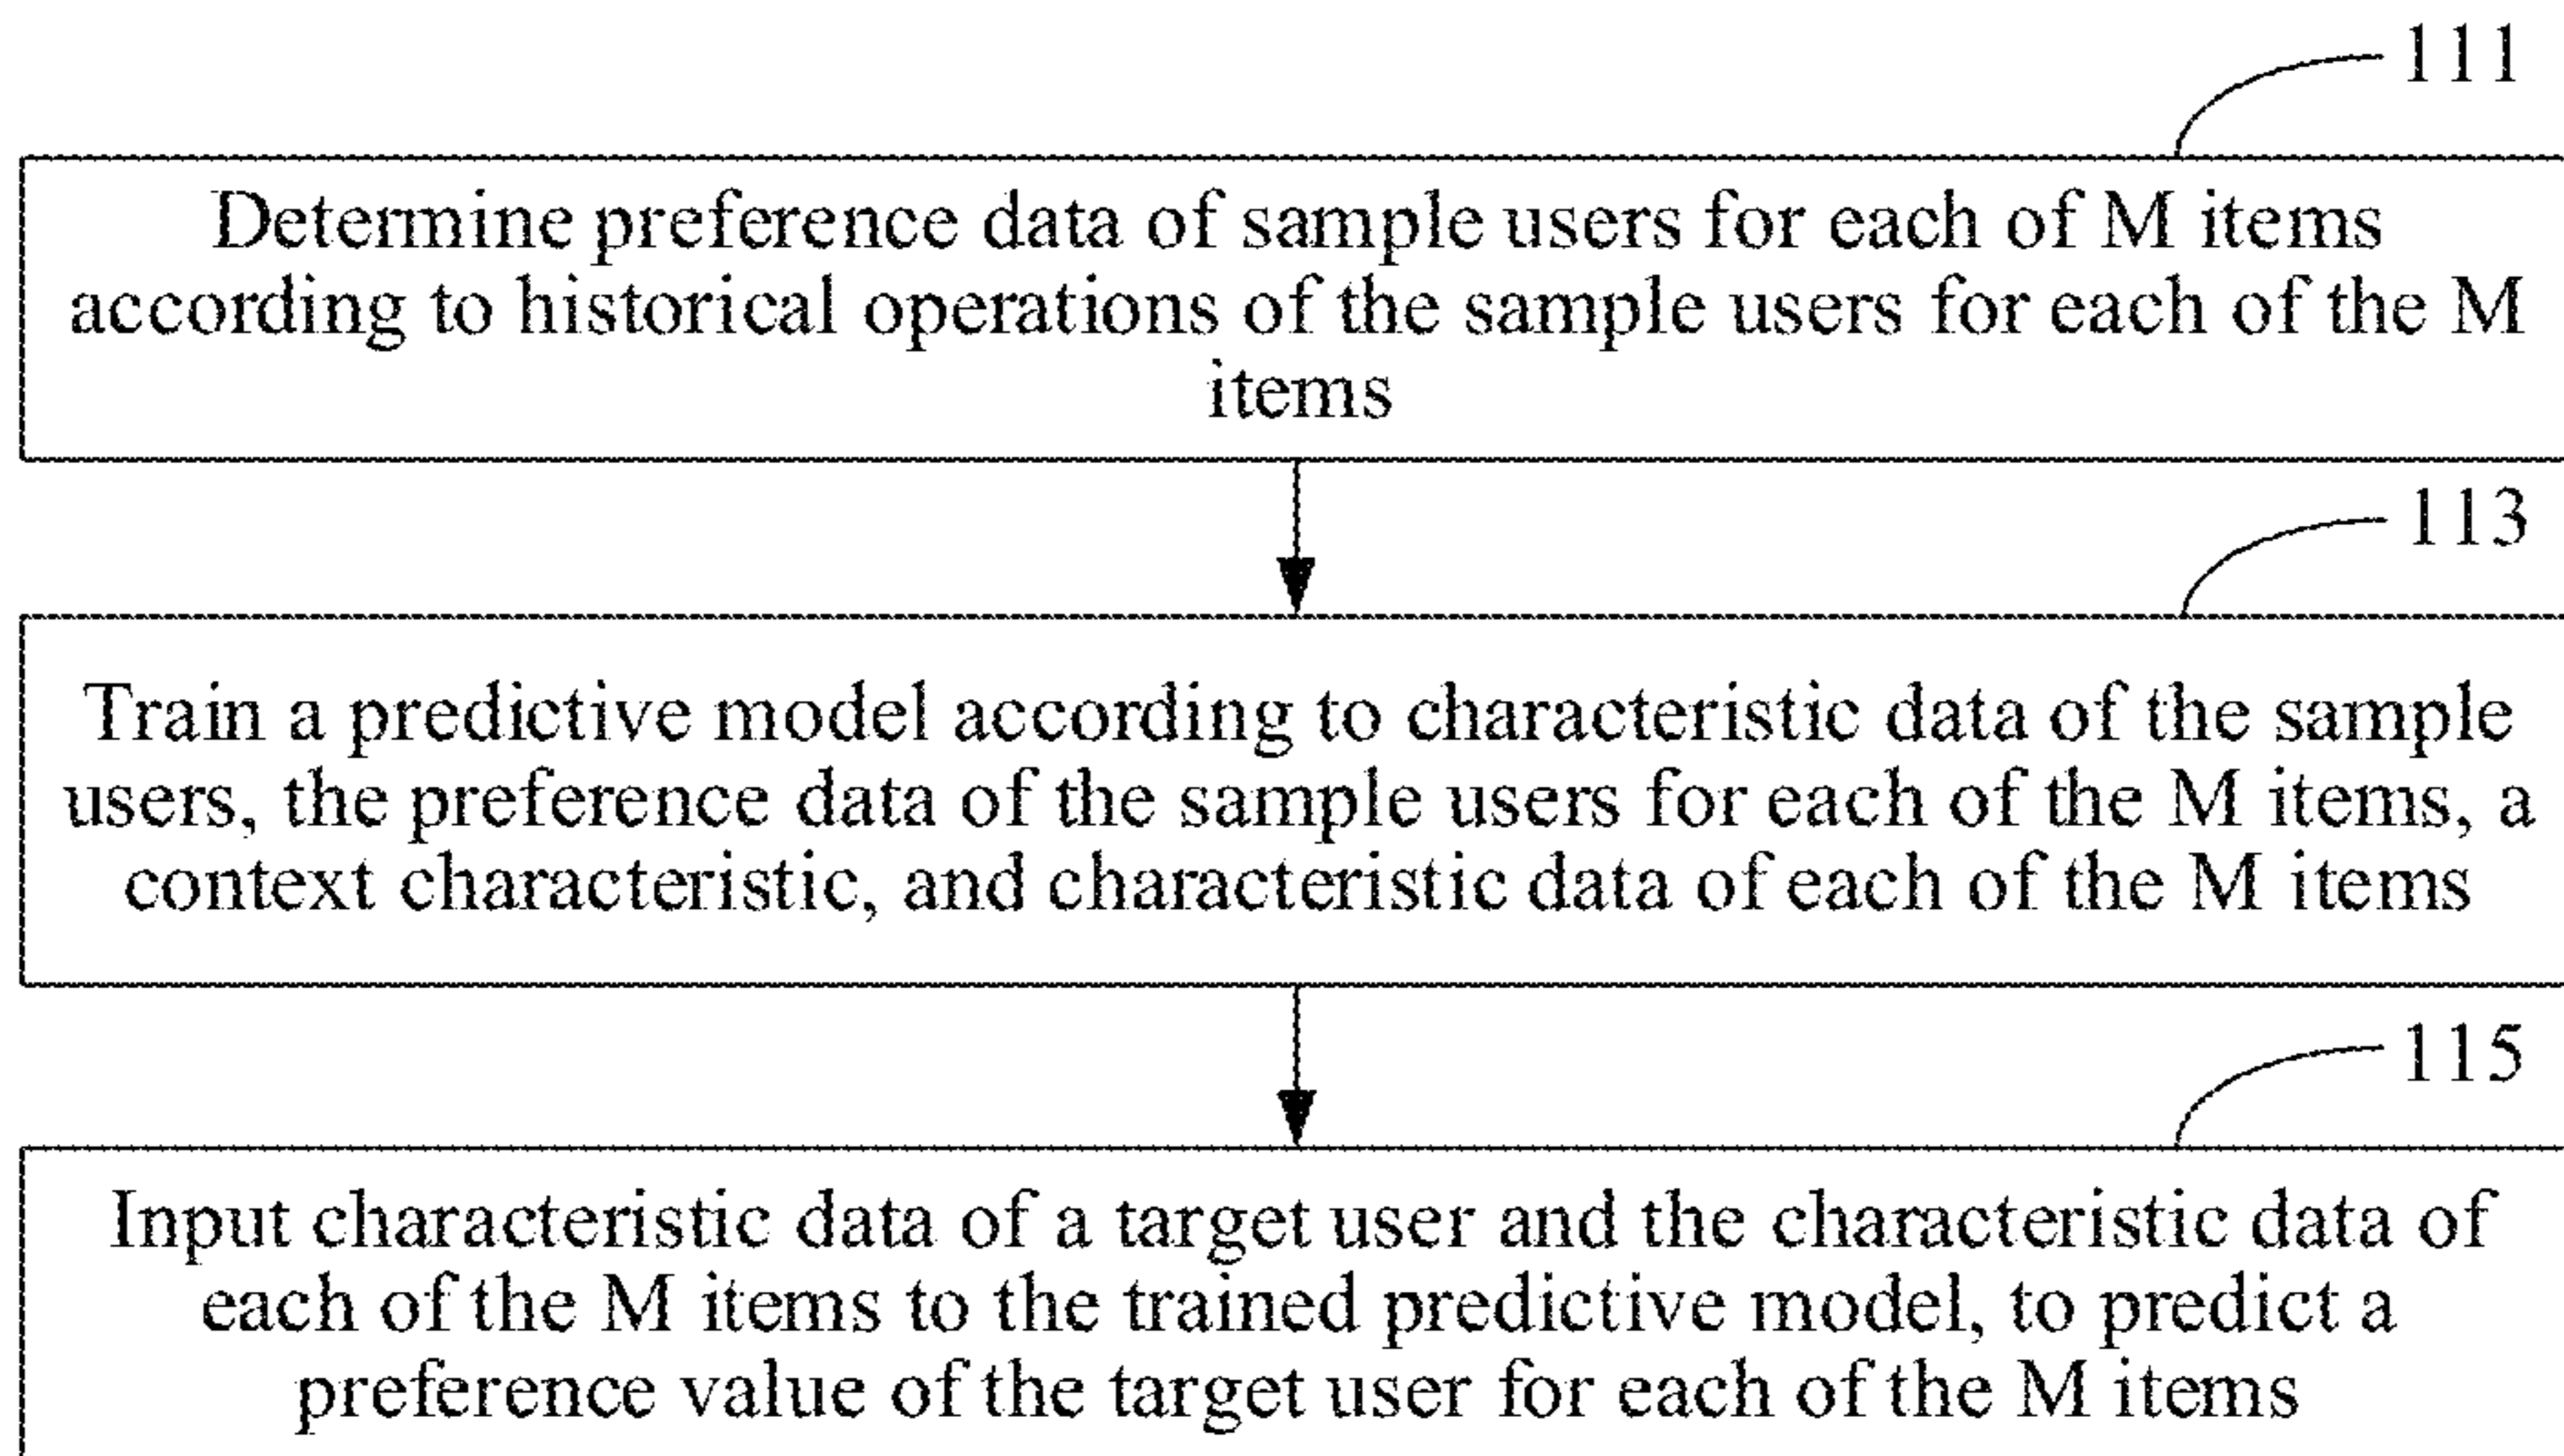 111
Determine preference data of sample users for each of M items
according to historical operations of the sample users for each of the M
items
113
Train a predictive model according to characteristic data of the sample
users, the preference data of the sample users for each of the M items, a
context characteristic, and characteristic data of each of the M items
115
Input characteristic data of a target user and the characteristic data of
each of the M items to the trained predictive model, to predict a
preference value of the target user for each of the M items